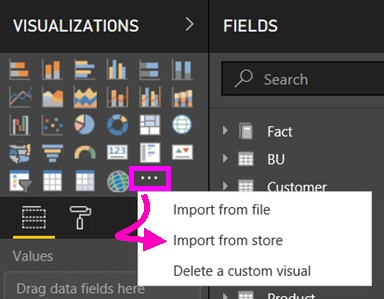 VISUALIZATIONS
FIELDS
Search
Fact
BU
Customer
Import from file
Import from store
Delete a custom visual
Values
Drag data fields here
Product